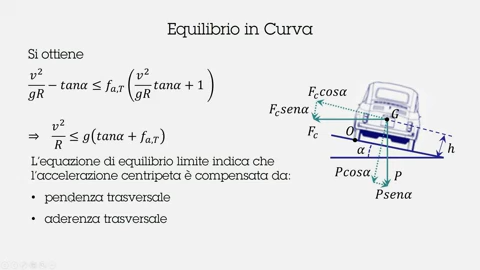 Equilibrio in Curva
Si ottiene
v²/gR − tanα ≤ f_{a,T} (v²/gR tanα + 1)
⇒ v²/R ≤ g(tanα + f_{a,T})
L'equazione di equilibrio limite indica che
l'accelerazione centripeta è compensata da:
• pendenza trasversale
• aderenza trasversale
F_c cosα
F_c senα
G
F_c
O
h
α
Pcosα
P
Psenα